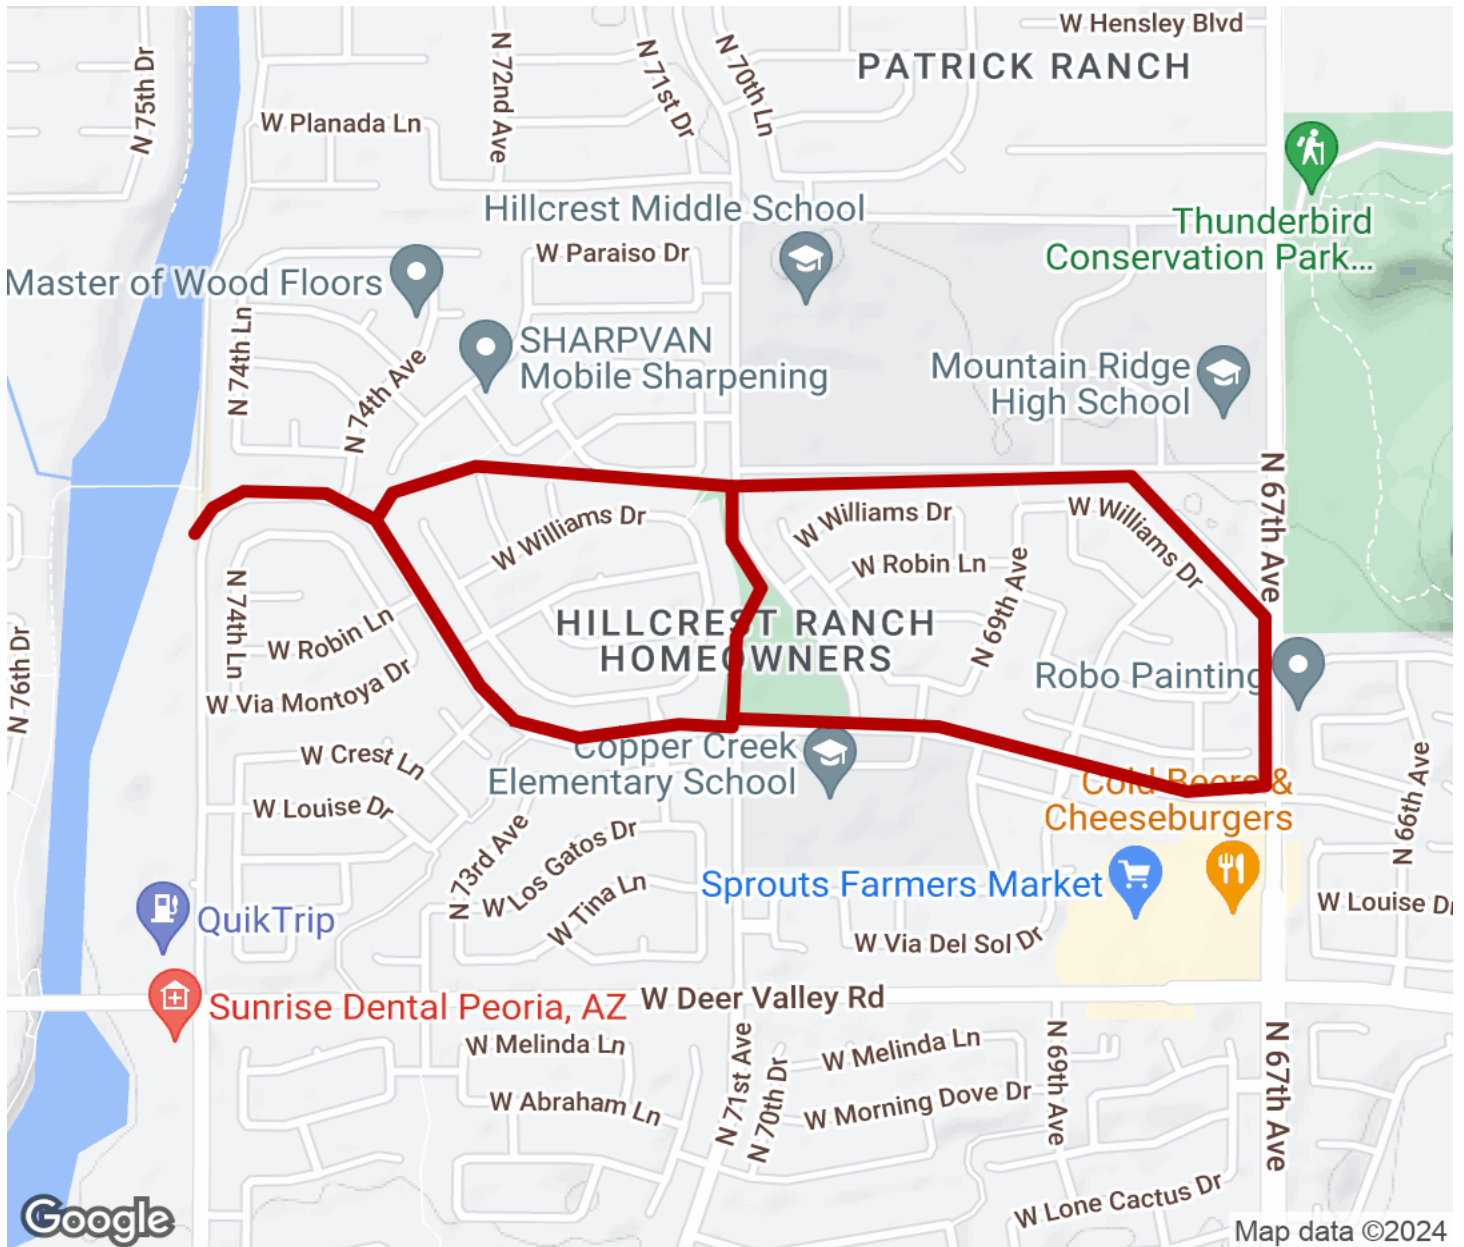 W Hensley Blvd
PATRICK RANCH
N 75th Dr
N 72nd Ave
N 71st Dr
N 70th Ln
W Planada Ln
Hillcrest Middle School
Thunderbird
Conservation Park...
W Paraiso Dr
Master of Wood Floors
N 74th Ln
SHARPVAN
Mobile Sharpening
N 74th Ave
Mountain Ridge
High School
N 67th Ave
W Williams Dr
W Williams Dr
W Williams Dr
W Robin Ln
N 69th Ave
N 74th Ln
HILLCREST RANCH
HOMEOWNERS
W Robin Ln
N 76th Dr
W Via Montoya Dr
Robo Painting
W Crest Ln
Copper Creek
Elementary School
Cold Beers &
Cheeseburgers
N 66th Ave
W Louise Dr
N 73rd Ave
W Los Gatos Dr
W Tina Ln
Sprouts Farmers Market
W Louise Dr
QuikTrip
W Via Del Sol Dr
Sunrise Dental Peoria, AZ
W Deer Valley Rd
W Melinda Ln
N 71st Ave
N 70th Dr
W Melinda Ln
N 69th Ave
N 67th Ave
W Abraham Ln
W Morning Dove Dr
W Lone Cactus Dr
Google
Map data ©2024